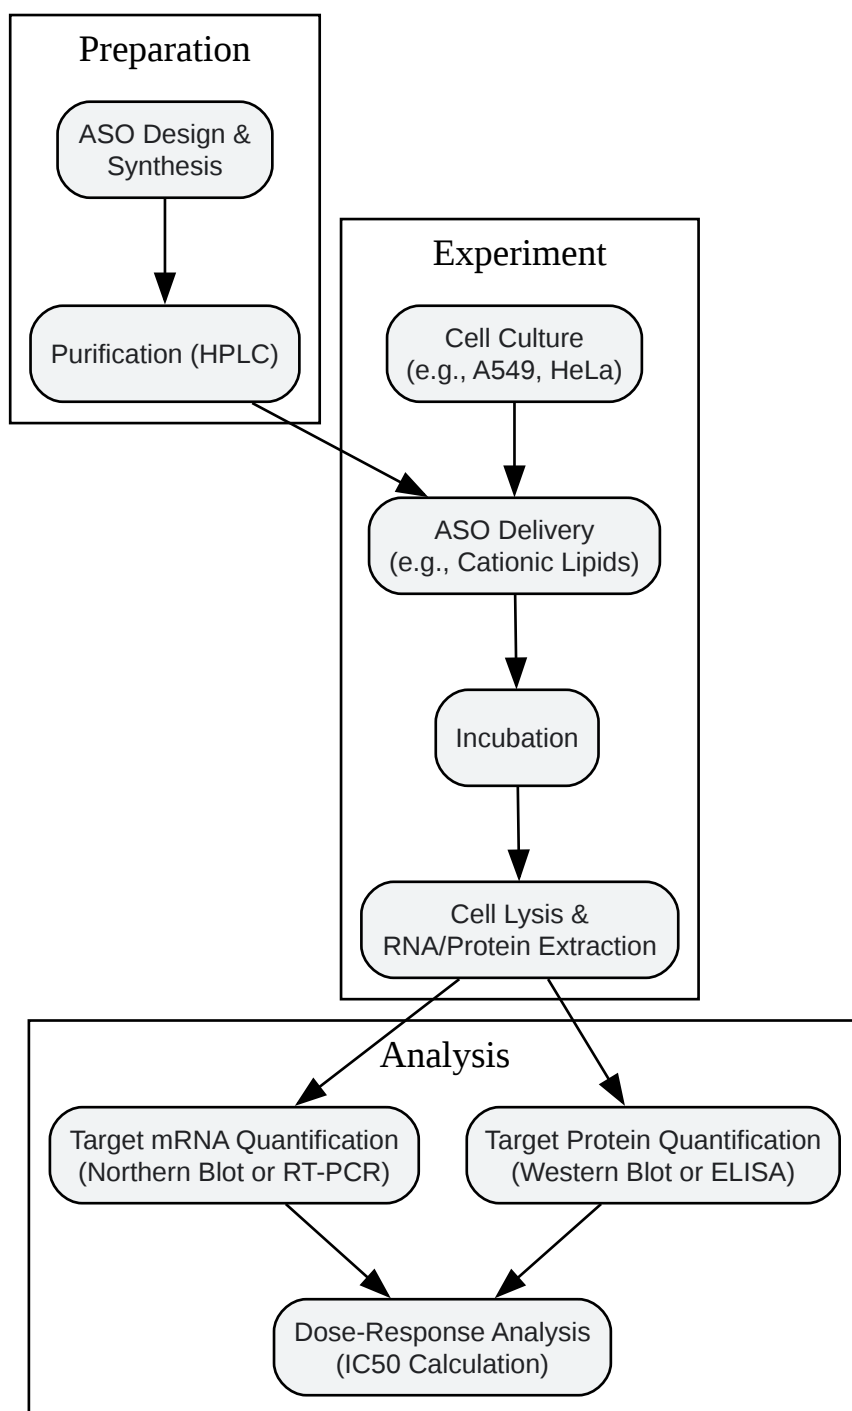 Preparation
ASO Design &
Synthesis
Purification (HPLC)
Experiment
Cell Culture
(e.g., A549, HeLa)
ASO Delivery
(e.g., Cationic Lipids)
Incubation
Cell Lysis &
RNA/Protein Extraction
Analysis
Target mRNA Quantification
(Northern Blot or RT-PCR)
Target Protein Quantification
(Western Blot or ELISA)
Dose-Response Analysis
(IC50 Calculation)